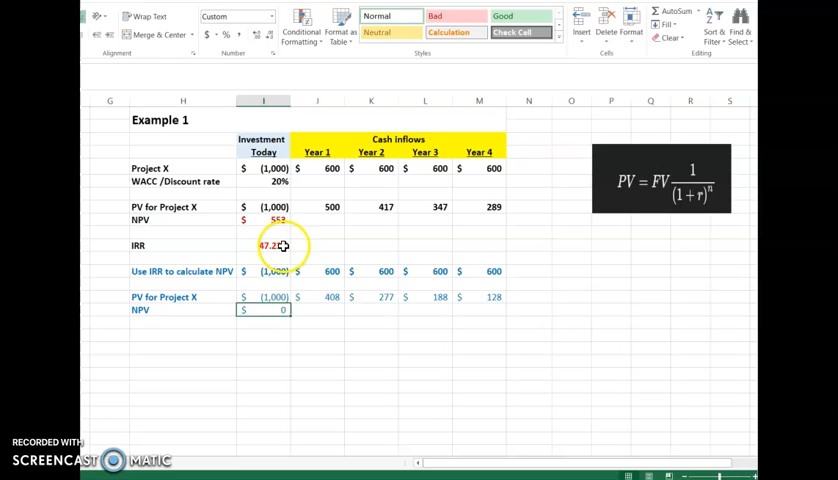 Wrap Text
Custom
AutoSum
Merge & Center
$ % ,
Conditional
Formatting
Format as
Table
Normal
Bad
Good
Neutral
Calculation
Check Cell
Insert
Delete
Format
Fill
Clear
Sort &
Filter
Find &
Select
Alignment
Number
Styles
Cells
Editing
G H I J K L M N O P Q R S
Example 1
Investment
Cash inflows
Today Year 1 Year 2 Year 3 Year 4
Project X $ (1,000) $ 600 $ 600 $ 600 $ 600
WACC /Discount rate 20%
PV = FV 1/(1+r)^n
PV for Project X $ (1,000) 500 417 347 289
NPV $ 553
IRR
Use IRR to calculate NPV $ (1,000) $ 600 $ 600 $ 600 $ 600
PV for Project X $ (1,000) $ 408 $ 277 $ 188 $ 128
NPV $ 0
RECORDED WITH
SCREENCAST MATIC